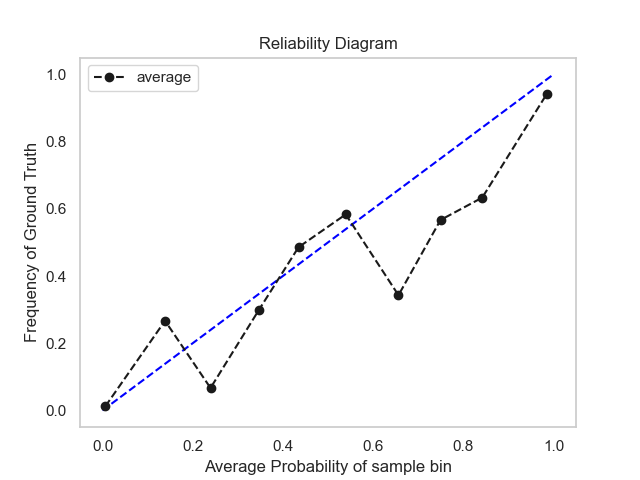 Reliability Diagram
average
Frequency of Ground Truth
1.0
0.8
0.6
0.4
0.2
0.0
0.0 0.2 0.4 0.6 0.8 1.0
Average Probability of sample bin